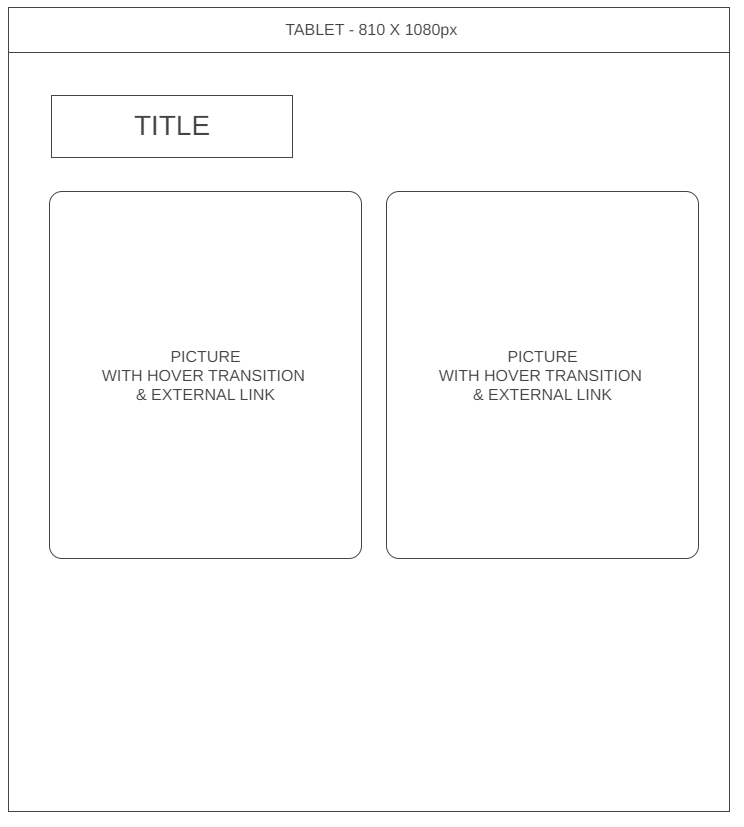 TABLET - 810 X 1080px
TITLE
PICTURE
WITH HOVER TRANSITION
& EXTERNAL LINK
PICTURE
WITH HOVER TRANSITION
& EXTERNAL LINK